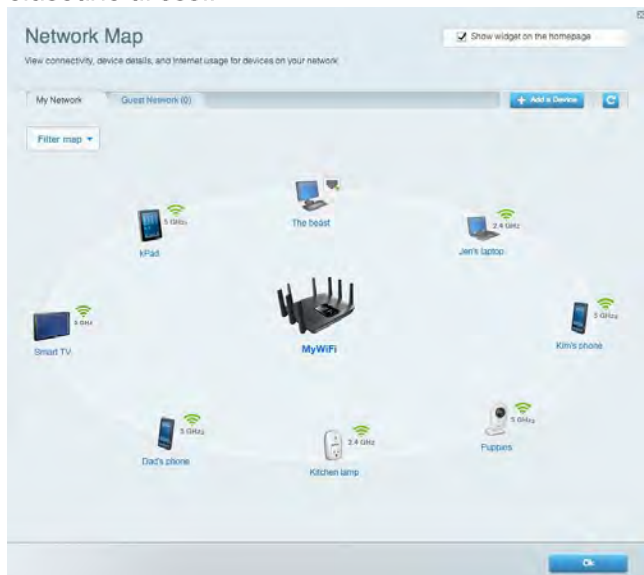 Network Map
Show widget on the homepage
View connectivity, device details, and Internet usage for devices on your network
My Network
Guest Network (0)
+ Add a Device
Filter map
The beast
5 GHz
kPad
2.4 GHz
Jen's laptop
5 GHz
Smart TV
MyWiFi
5 GHz
Kim's phone
5 GHz
Dad's phone
2.4 GHz
Kitchen lamp
5 GHz
Puppies
Ok